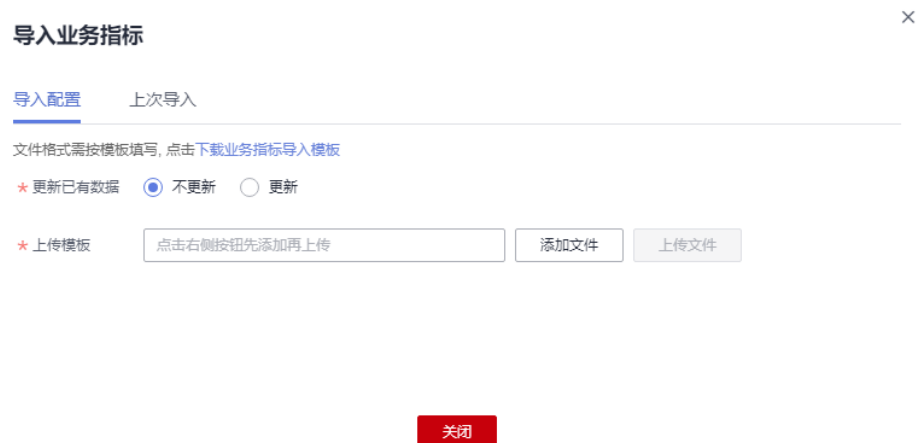 导入业务指标
导入配置 上次导入
文件格式需按模板填写, 点击下载业务指标导入模板
* 更新已有数据 不更新 更新
* 上传模板 点击右侧按钮先添加再上传 添加文件 上传文件
关闭